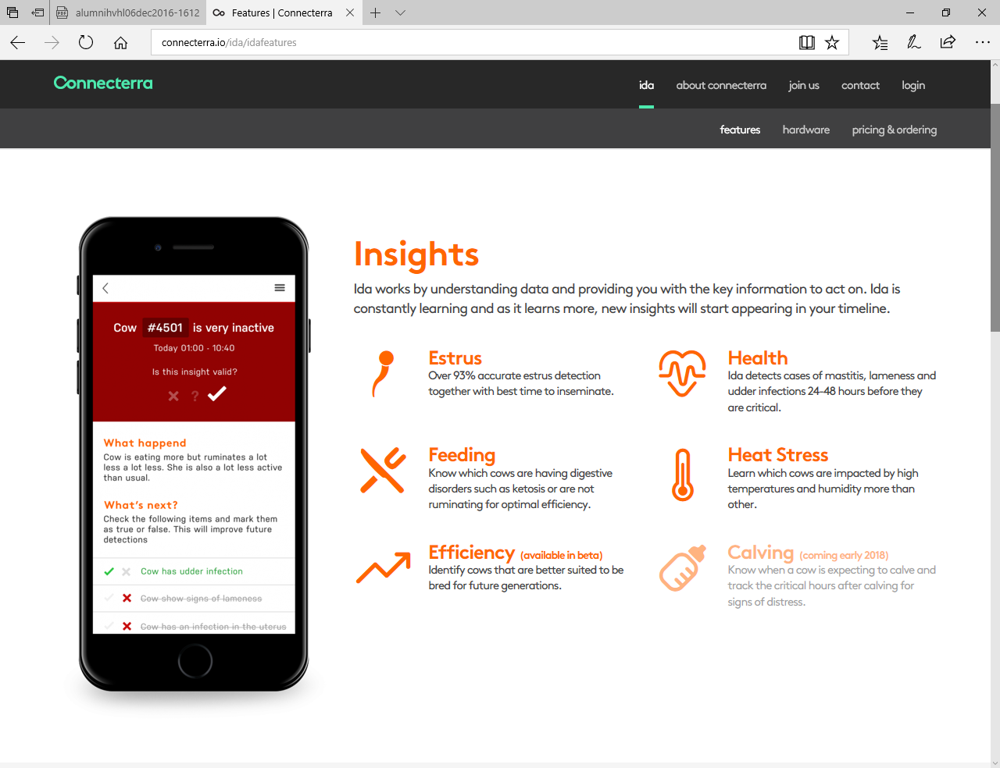 alumnihvhl06dec2016-1612
Features | Connecterra
connecterra.io/ida/idafeatures
Connecterra
ida about connecterra join us contact login
features hardware pricing & ordering
Cow #4501 is very inactive
Today 01:00 - 10:40
Is this insight valid?
?
What happend
Cow is eating more but ruminates a lot
less a lot less. She is also a lot less active
than usual.
What's next?
Check the following items and mark them
as true or false. This will improve future
detections
Cow has udder infection
Cow show signs of lameness
Cow has an infection in the uterus
Insights
Ida works by understanding data and providing you with the key information to act on. Ida is
constantly learning and as it learns more, new insights will start appearing in your timeline.
Estrus
Over 93% accurate estrus detection
together with best time to inseminate.
Health
Ida detects cases of mastitis, lameness and
udder infections 24-48 hours before they
are critical.
Feeding
Know which cows are having digestive
disorders such as ketosis or are not
ruminating for optimal efficiency.
Heat Stress
Learn which cows are impacted by high
temperatures and humidity more than
other.
Efficiency (available in beta)
Identify cows that are better suited to be
bred for future generations.
Calving (coming early 2018)
Know when a cow is expecting to calve and
track the critical hours after calving for
signs of distress.